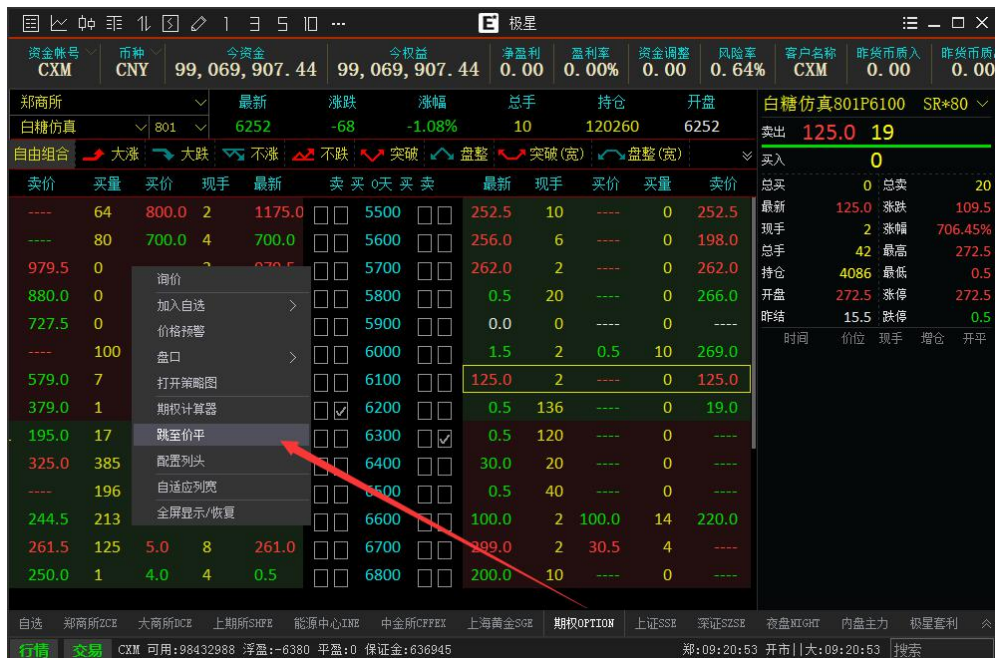 极星
资金帐号 币种 今资金 今权益 净盈利 盈利率 资金调整 风险率 客户名称 昨货币质入 昨货币质
CXM CNY 99,069,907.44 99,069,907.44 0.00 0.00% 0.00 0.64% CXM 0.00 0.00
郑商所 最新 涨跌 涨幅 总手 持仓 开盘
白糖仿真 801 6252 -68 -1.08% 10 120260 6252
自由组合 大涨 大跌 不涨 不跌 突破 盘整 突破(宽) 盘整(宽)
卖价 买量 买价 现手 最新 卖 买 0天 买 卖 最新 现手 买价 买量 卖价
---- 64 800.0 2 1175.0 5500 252.5 10 ---- 0 252.5
---- 80 700.0 4 700.0 5600 256.0 6 ---- 0 198.0
979.5 0 5700 262.0 2 ---- 0 262.0
880.0 0 5800 0.5 20 ---- 0 266.0
727.5 0 5900 0.0 0 ---- 0 ----
---- 100 6000 1.5 2 0.5 10 269.0
579.0 7 6100 125.0 2 ---- 0 125.0
379.0 1 6200 0.5 136 ---- 0 19.0
195.0 17 6300 0.5 120 ---- 0 ----
325.0 385 6400 30.0 20 ---- 0 ----
---- 196 6500 0.5 40 ---- 0 ----
244.5 213 6600 100.0 2 100.0 14 220.0
261.5 125 5.0 8 261.0 6700 299.0 2 30.5 4 ----
250.0 1 4.0 4 0.5 6800 200.0 10 ---- 0 ----
询价
加入自选
价格预警
盘口
打开策略图
期权计算器
跳至价平
配置列头
自适应列宽
全屏显示/恢复
白糖仿真801P6100 SR*80
卖出 125.0 19
买入 0
总买 0 总卖 20
最新 125.0 涨跌 109.5
现手 2 涨幅 706.45%
总手 42 最高 272.5
持仓 4086 最低 0.5
开盘 272.5 涨停 272.5
昨结 15.5 跌停 0.5
时间 价位 现手 增仓 开平
自选 郑商所ZCE 大商所DCE 上期所SHFE 能源中心INE 中金所CFFEX 上海黄金SGE 期权OPTION 上证SSE 深证SZSE 夜盘NIGHT 内盘主力 极星套利
行情 交易 CXM 可用:98432988 浮盈:-6380 平盈:0 保证金:636945 郑:09:20:53 开市||大:09:20:53 搜索